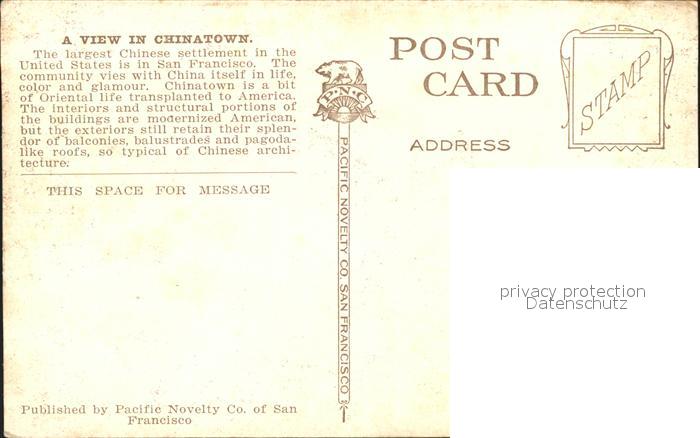 A VIEW IN CHINATOWN.
The largest Chinese settlement in the
United States is in San Francisco. The
community vies with China itself in life,
color and glamour. Chinatown is a bit
of Oriental life transplanted to America.
The interiors and structural portions of
the buildings are modernized American,
but the exteriors still retain their splen-
dor of balconies, balustrades and pagoda-
like roofs, so typical of Chinese archi-
tecture.
THIS SPACE FOR MESSAGE
Published by Pacific Novelty Co. of San
Francisco
P.N.C
PACIFIC NOVELTY CO. SAN FRANCISCO
POST
CARD
ADDRESS
STAMP
privacy protection
Datenschutz